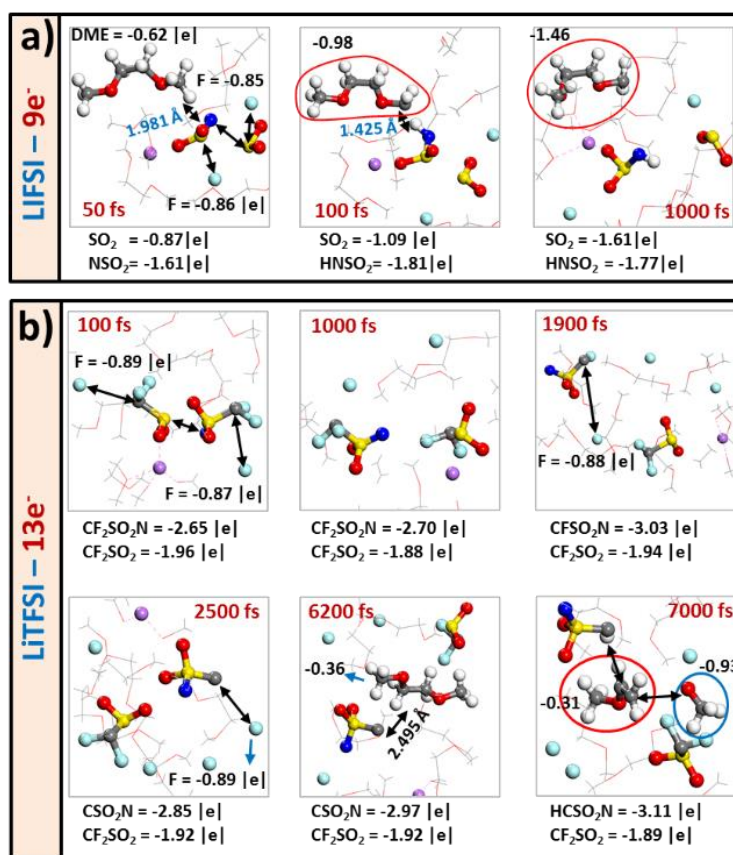 a)
LIFSI – 9e⁻
DME = -0.62 |e|
F = -0.85
1.981 Å
F = -0.86 |e|
50 fs
SO₂ = -0.87|e|
NSO₂= -1.61|e|
-0.98
1.425 Å
100 fs
SO₂ = -1.09 |e|
HNSO₂= -1.81 |e|
-1.46
1000 fs
SO₂ = -1.61|e|
HNSO₂= -1.77|e|
b)
LiTFSI – 13e⁻
100 fs
F = -0.89 |e|
F = -0.87 |e|
CF₂SO₂N = -2.65 |e|
CF₂SO₂ = -1.96 |e|
1000 fs
CF₂SO₂N = -2.70 |e|
CF₂SO₂ = -1.88 |e|
1900 fs
F = -0.88 |e|
CFSO₂N = -3.03 |e|
CF₂SO₂ = -1.94 |e|
2500 fs
F = -0.89 |e|
CSO₂N = -2.85 |e|
CF₂SO₂ = -1.92 |e|
6200 fs
-0.36
2.495 Å
CSO₂N = -2.97 |e|
CF₂SO₂ = -1.92 |e|
7000 fs
-0.93
-0.31
HCSO₂N = -3.11 |e|
CF₂SO₂ = -1.89 |e|